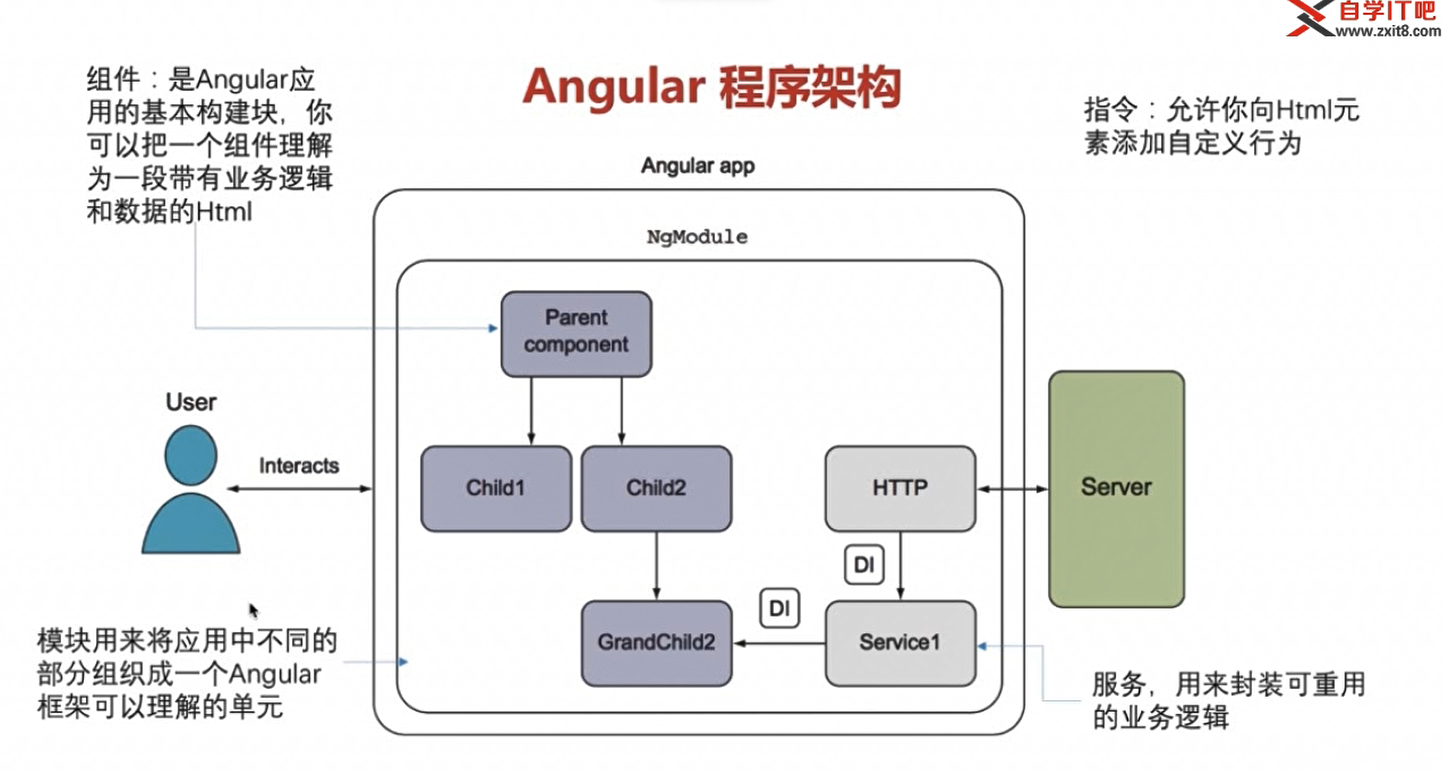 自学IT吧
www.zxit8.com
Angular 程序架构
组件：是Angular应
用的基本构建块，你
可以把一个组件理解
为一段带有业务逻辑
和数据的Html
指令：允许你向Html元
素添加自定义行为
Angular app
NgModule
Parent
component
User
Interacts
Child1
Child2
HTTP
Server
DI
DI
GrandChild2
Service1
模块用来将应用中不同的
部分组织成一个Angular
框架可以理解的单元
服务，用来封装可重用
的业务逻辑